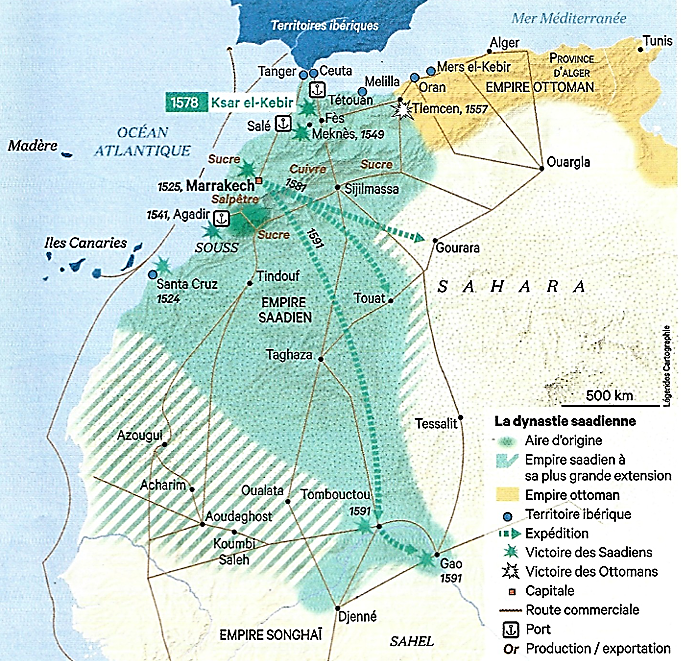 Mer Méditerranée
Territoires ibériques
Tunis
Alger
Tanger
Ceuta
Melilla
Mers el-Kebir
Oran
PROVINCE
D'ALGER
EMPIRE OTTOMAN
1578 Ksar el-Kebir
Tétouan
Tlemcen, 1557
OCÉAN
ATLANTIQUE
Salé
Fès
Meknès, 1549
Madère
Sucre
Cuivre
Sucre
Ouargla
1525, Marrakech
1581
Sijilmassa
Salpêtre
1541, Agadir
Sucre
1591
SOUSS
Gourara
Iles Canaries
Santa Cruz
1524
Tindouf
EMPIRE
SAADIEN
Touat
SAHARA
Taghaza
500 km
Légendes Cartographie
Tessalit
Azougui
Acharim
Oualata
Tombouctou
1591
Aoudaghost
Koumbi
Saleh
Gao
1591
Djenné
EMPIRE SONGHAÏ
SAHEL
La dynastie saadienne
Aire d'origine
Empire saadien à
sa plus grande extension
Empire ottoman
Territoire ibérique
Expédition
Victoire des Saadiens
Victoire des Ottomans
Capitale
Route commerciale
Port
Or Production / exportation